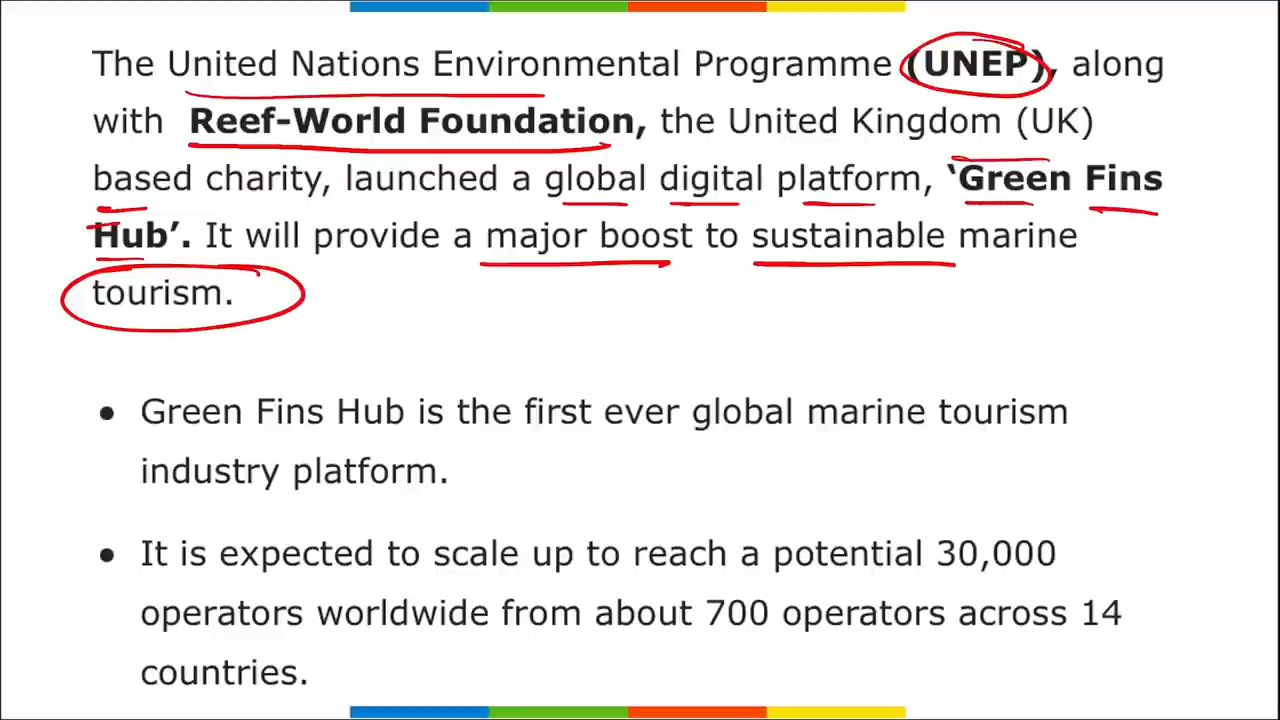 The United Nations Environmental Programme (UNEP), along
with Reef-World Foundation, the United Kingdom (UK)
based charity, launched a global digital platform, ‘Green Fins
Hub’. It will provide a major boost to sustainable marine
tourism.
● Green Fins Hub is the first ever global marine tourism
industry platform.
● It is expected to scale up to reach a potential 30,000
operators worldwide from about 700 operators across 14
countries.